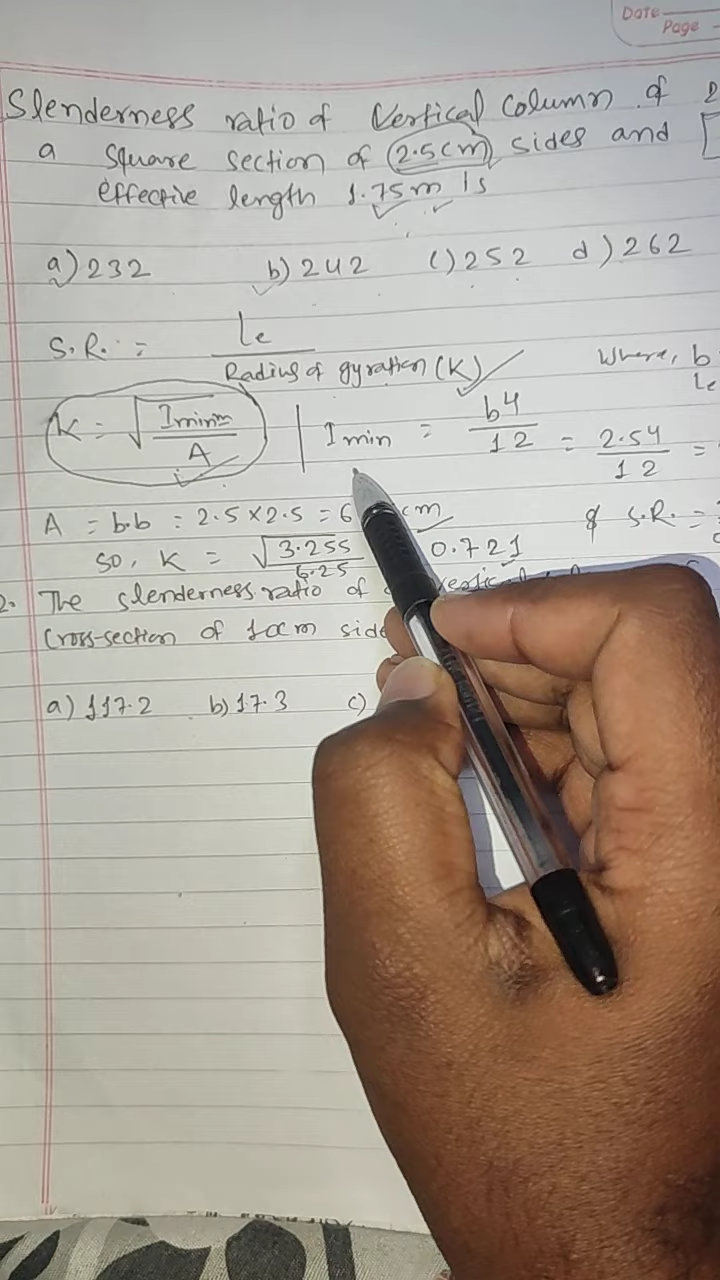 Date
Page
Slenderness ratio of Vertical Column of
a square section of 2.5cm sides and
effective length 1.75m is
a) 232 b) 242 c) 252 d) 262
S.R. = Le
Radius of gyration (K)
Where, b
Le
K = √ Iminm / A | I min = b4 / 12 = 2.54 / 12 =
A = b.b = 2.5 × 2.5 = 6 cm & S.R. =
So, K = √ 3.255 / 6.25 0.721
2. The slenderness ratio of
Cross-section of 10cm side
a) 117.2 b) 17.3 c)